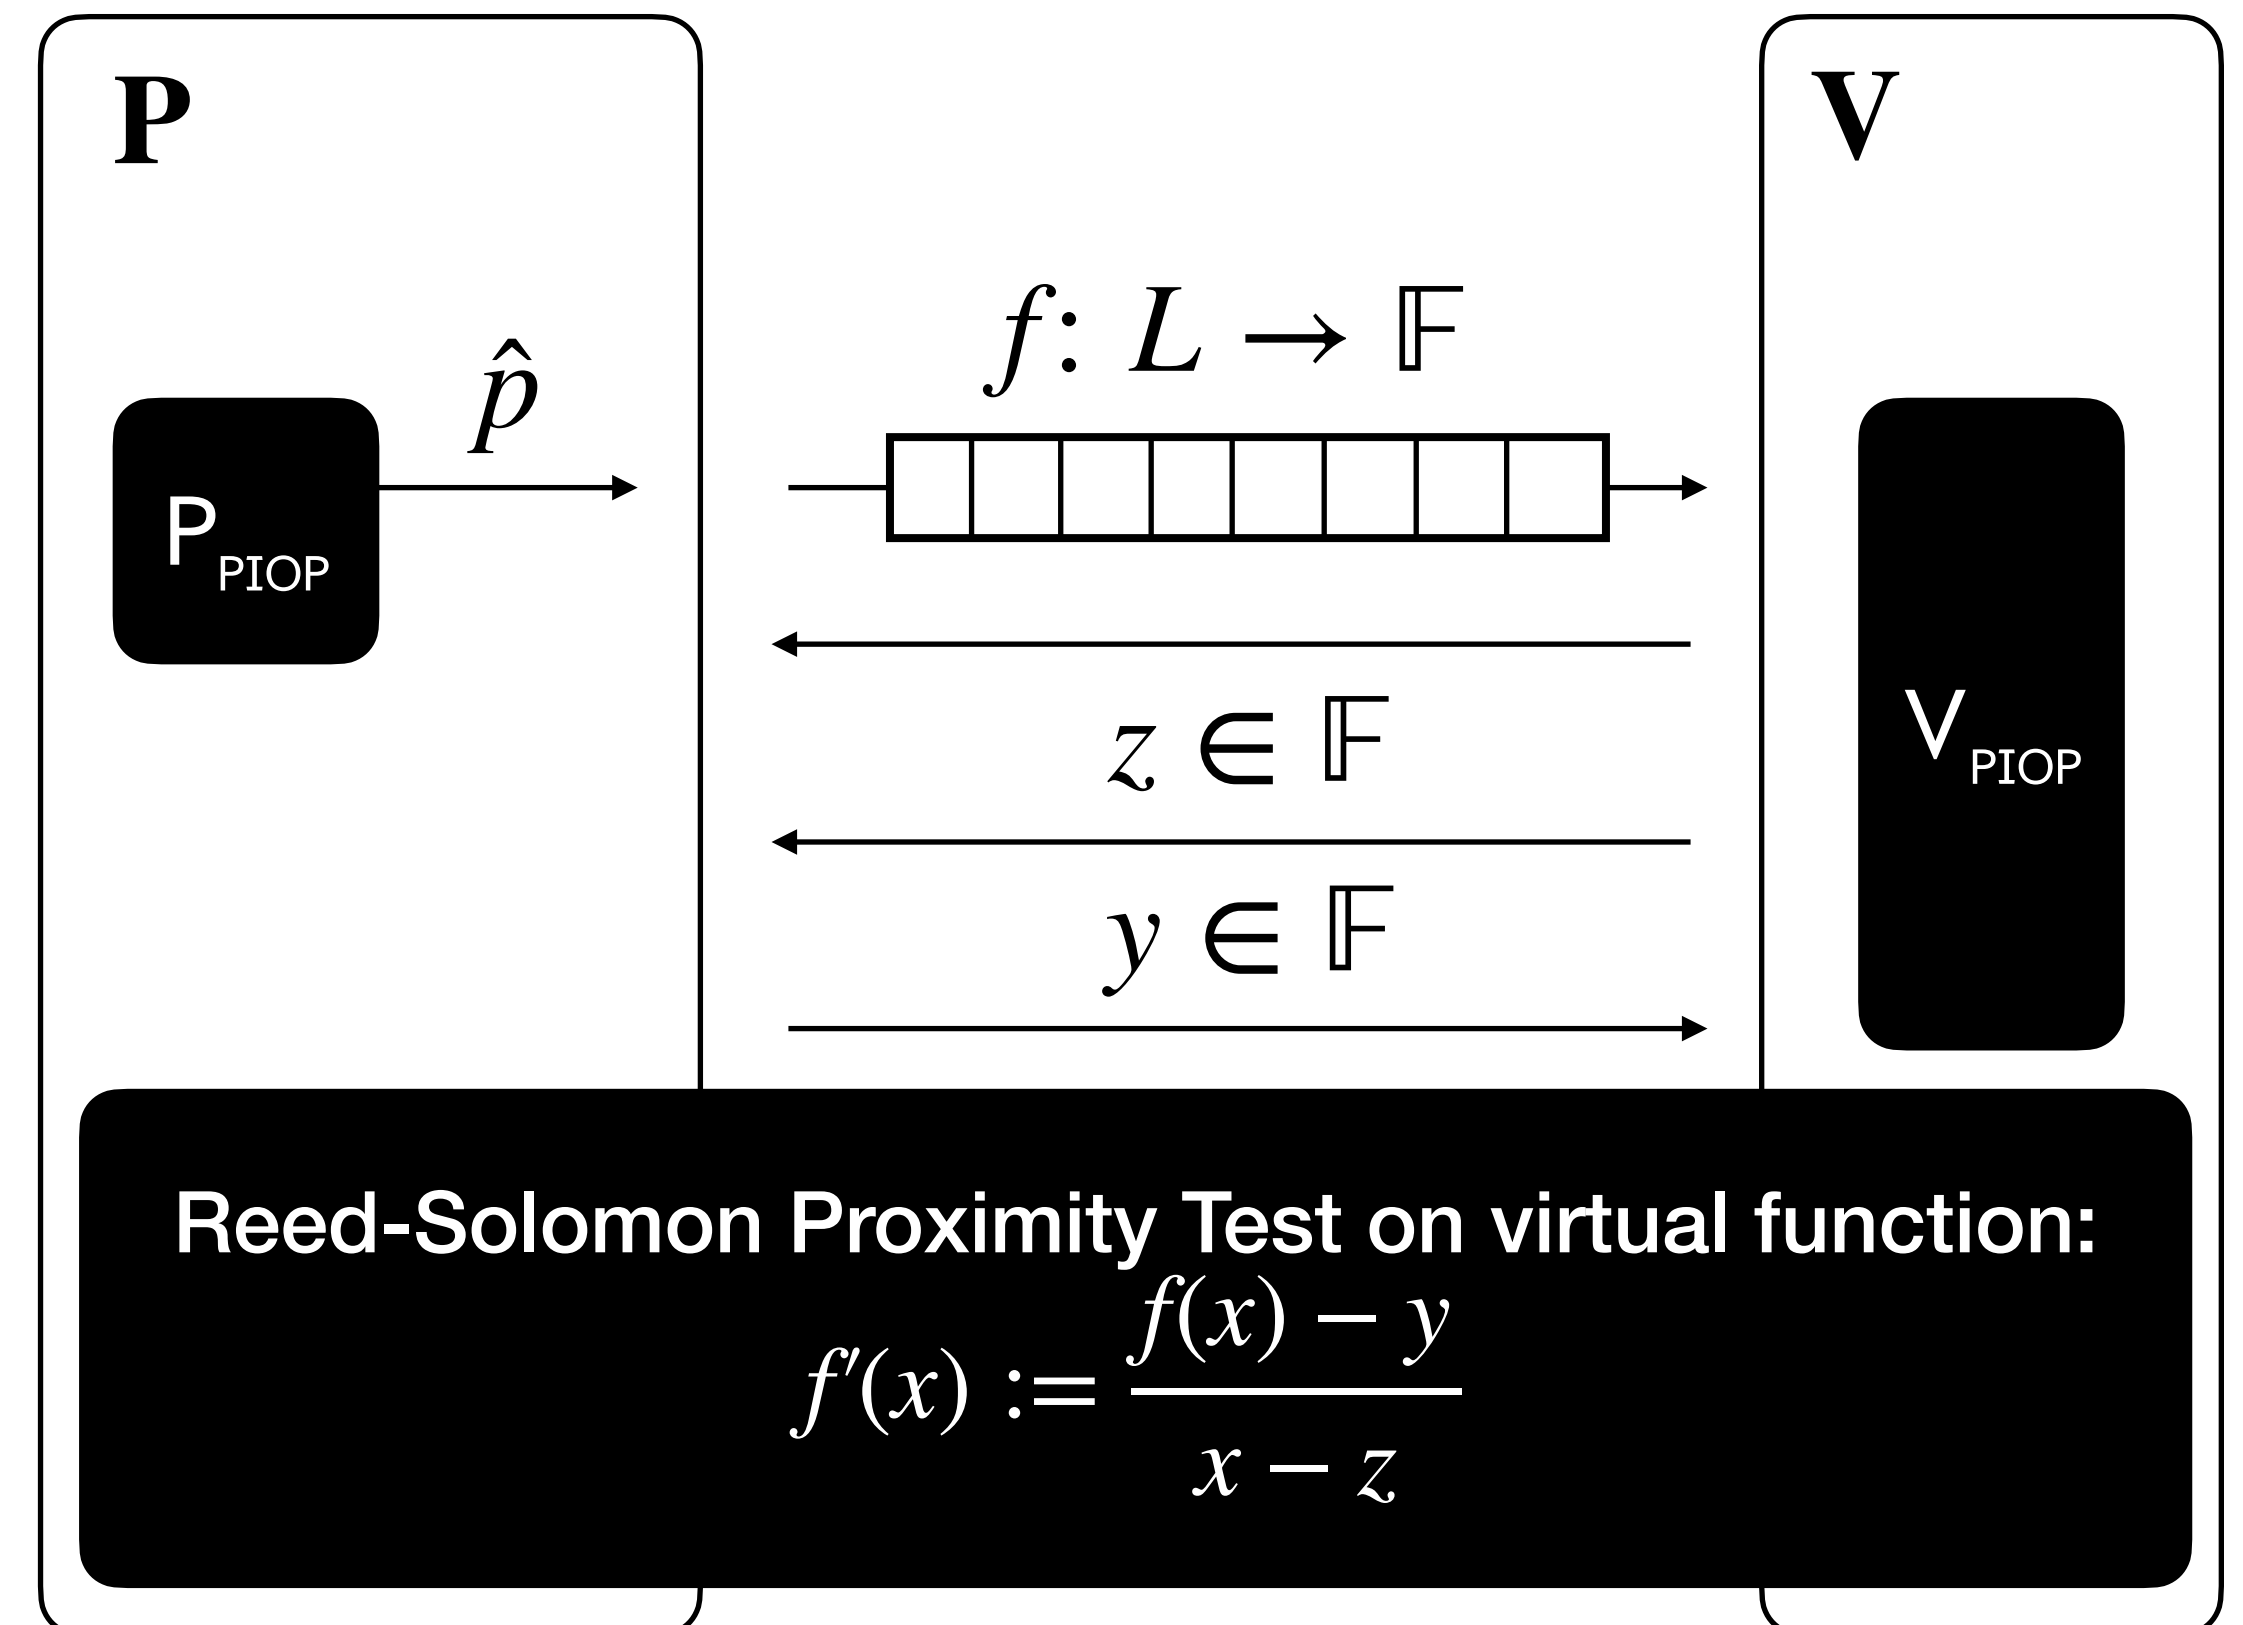 P
V
f: L → 𝔽
p̂
P_PIOP
z ∈ 𝔽
V_PIOP
y ∈ 𝔽
Reed-Solomon Proximity Test on virtual function:
f′(x) := (f(x) − y) / (x − z)